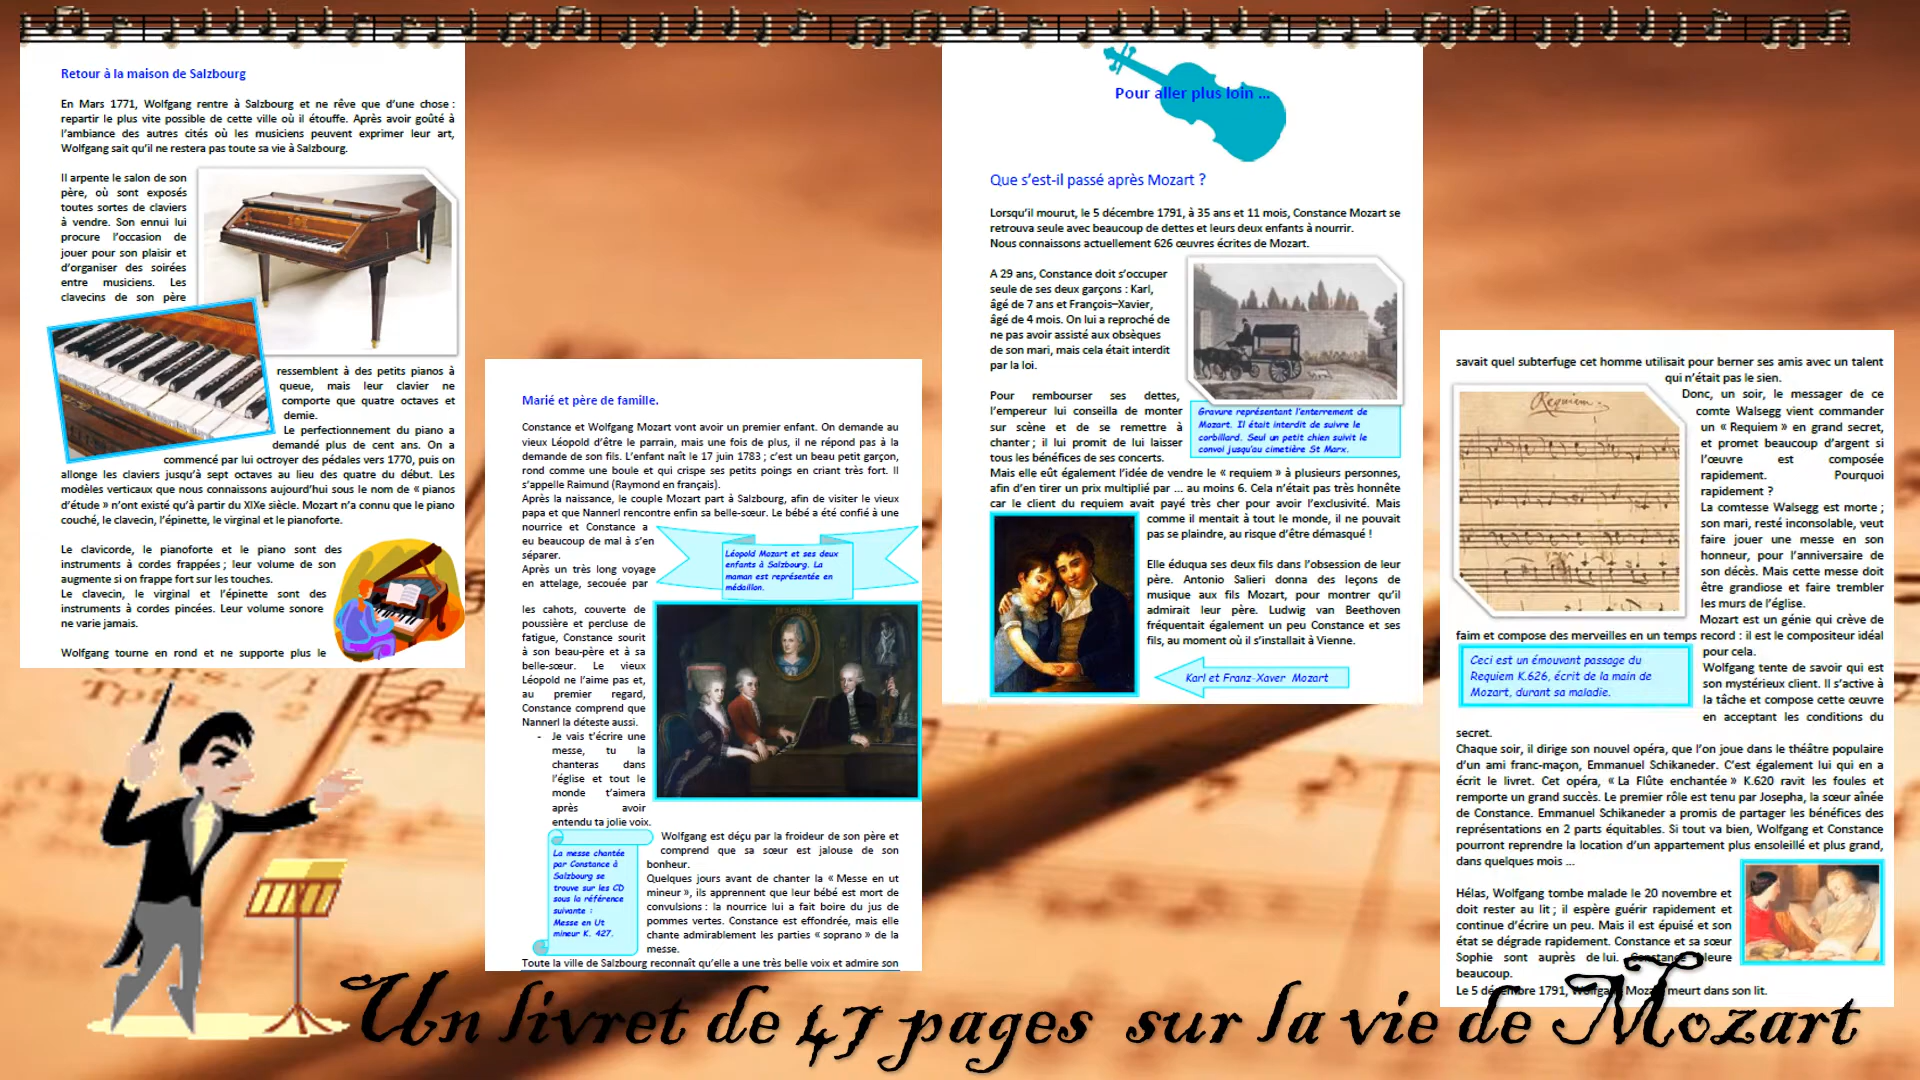 Retour à la maison de Salzbourg
En Mars 1771, Wolfgang rentre à Salzbourg et ne rêve que d'une chose :
repartir le plus vite possible de cette ville où il étouffe. Après avoir goûté à
l'ambiance des autres cités où les musiciens peuvent exprimer leur art,
Wolfgang sait qu'il ne restera pas toute sa vie à Salzbourg.
Il arpente le salon de son
père, où sont exposés
toutes sortes de claviers
à vendre. Son ennui lui
procure l'occasion de
jouer pour son plaisir et
d'organiser des soirées
entre musiciens. Les
clavecins de son père
ressemblent à des petits pianos à
queue, mais leur clavier ne
comporte que quatre octaves et
demie.
Le perfectionnement du piano a
demandé plus de cent ans. On a
commencé par lui octroyer des pédales vers 1770, puis on
allonge les claviers jusqu'à sept octaves au lieu des quatre du début. Les
modèles verticaux que nous connaissons aujourd'hui sous le nom de « pianos
d'étude » n'ont existé qu'à partir du XIXe siècle. Mozart n'a connu que le piano
couché, le clavecin, l'épinette, le virginal et le pianoforte.
Le clavicorde, le pianoforte et le piano sont des
instruments à cordes frappées ; leur volume de son
augmente si on frappe fort sur les touches.
Le clavecin, le virginal et l'épinette sont des
instruments à cordes pincées. Leur volume sonore
ne varie jamais.
Wolfgang tourne en rond et ne supporte plus le
Marié et père de famille.
Constance et Wolfgang Mozart vont avoir un premier enfant. On demande au
vieux Léopold d'être le parrain, mais une fois de plus, il ne répond pas à la
demande de son fils. L'enfant naît le 17 juin 1783 ; c'est un beau petit garçon,
rond comme une boule et qui crispe ses petits poings en criant très fort. Il
s'appelle Raimund (Raymond en français).
Après la naissance, le couple Mozart part à Salzbourg, afin de visiter le vieux
papa et que Nannerl rencontre enfin sa belle-sœur. Le bébé a été confié à une
nourrice et Constance a
eu beaucoup de mal à s'en
séparer.
Après un très long voyage
en attelage, secouée par
les cahots, couverte de
poussière et percluse de
fatigue, Constance sourit
à son beau-père et à sa
belle-sœur. Le vieux
Léopold ne l'aime pas et,
au premier regard,
Constance comprend que
Nannerl la déteste aussi.
- Je vais t'écrire une
messe, tu la
chanteras dans
l'église et tout le
monde t'aimera
après avoir
entendu ta jolie voix.
Léopold Mozart et ses deux
enfants à Salzbourg. La
maman est représentée en
médaillon.
La messe chantée
par Constance à
Salzbourg se
trouve sur les CD
sous la référence
suivante :
Messe en Ut
mineur K. 427.
Wolfgang est déçu par la froideur de son père et
comprend que sa sœur est jalouse de son
bonheur.
Quelques jours avant de chanter la « Messe en ut
mineur », ils apprennent que leur bébé est mort de
convulsions : la nourrice lui a fait boire du jus de
pommes vertes. Constance est effondrée, mais elle
chante admirablement les parties « soprano » de la
messe.
Toute la ville de Salzbourg reconnaît qu'elle a une très belle voix et admire son
Pour aller plus loin ...
Que s'est-il passé après Mozart ?
Lorsqu'il mourut, le 5 décembre 1791, à 35 ans et 11 mois, Constance Mozart se
retrouva seule avec beaucoup de dettes et leurs deux enfants à nourrir.
Nous connaissons actuellement 626 œuvres écrites de Mozart.
A 29 ans, Constance doit s'occuper
seule de ses deux garçons : Karl,
âgé de 7 ans et François–Xavier,
âgé de 4 mois. On lui a reproché de
ne pas avoir assisté aux obsèques
de son mari, mais cela était interdit
par la loi.
Gravure représentant l'enterrement de
Mozart. Il était interdit de suivre le
corbillard. Seul un petit chien suivit le
convoi jusqu'au cimetière St Marx.
Pour rembourser ses dettes,
l'empereur lui conseilla de monter
sur scène et de se remettre à
chanter ; il lui promit de lui laisser
tous les bénéfices de ses concerts.
Mais elle eût également l'idée de vendre le « requiem » à plusieurs personnes,
afin d'en tirer un prix multiplié par ... au moins 6. Cela n'était pas très honnête
car le client du requiem avait payé très cher pour avoir l'exclusivité. Mais
comme il mentait à tout le monde, il ne pouvait
pas se plaindre, au risque d'être démasqué !
Elle éduqua ses deux fils dans l'obsession de leur
père. Antonio Salieri donna des leçons de
musique aux fils Mozart, pour montrer qu'il
admirait leur père. Ludwig van Beethoven
fréquentait également un peu Constance et ses
fils, au moment où il s'installait à Vienne.
Karl et Franz-Xaver Mozart
savait quel subterfuge cet homme utilisait pour berner ses amis avec un talent
qui n'était pas le sien.
Donc, un soir, le messager de ce
comte Walsegg vient commander
un « Requiem » en grand secret,
et promet beaucoup d'argent si
l'œuvre est composée
rapidement. Pourquoi
rapidement ?
La comtesse Walsegg est morte ;
son mari, resté inconsolable, veut
faire jouer une messe en son
honneur, pour l'anniversaire de
son décès. Mais cette messe doit
être grandiose et faire trembler
les murs de l'église.
Mozart est un génie qui crève de
faim et compose des merveilles en un temps record : il est le compositeur idéal
pour cela.
Requiem
Ceci est un émouvant passage du
Requiem K.626, écrit de la main de
Mozart, durant sa maladie.
Wolfgang tente de savoir qui est
son mystérieux client. Il s'active à
la tâche et compose cette œuvre
en acceptant les conditions du
secret.
Chaque soir, il dirige son nouvel opéra, que l'on joue dans le théâtre populaire
d'un ami franc-maçon, Emmanuel Schikaneder. C'est également lui qui en a
écrit le livret. Cet opéra, « La Flûte enchantée » K.620 ravit les foules et
remporte un grand succès. Le premier rôle est tenu par Josepha, la sœur aînée
de Constance. Emmanuel Schikaneder a promis de partager les bénéfices des
représentations en 2 parts équitables. Si tout va bien, Wolfgang et Constance
pourront reprendre la location d'un appartement plus ensoleillé et plus grand,
dans quelques mois ...
Hélas, Wolfgang tombe malade le 20 novembre et
doit rester au lit ; il espère guérir rapidement et
continue d'écrire un peu. Mais il est épuisé et son
état se dégrade rapidement. Constance et sa sœur
Sophie sont auprès de lui. Constance pleure
beaucoup.
Le 5 décembre 1791, Wolfgang Mozart meurt dans son lit.
Un livret de 47 pages sur la vie de Mozart